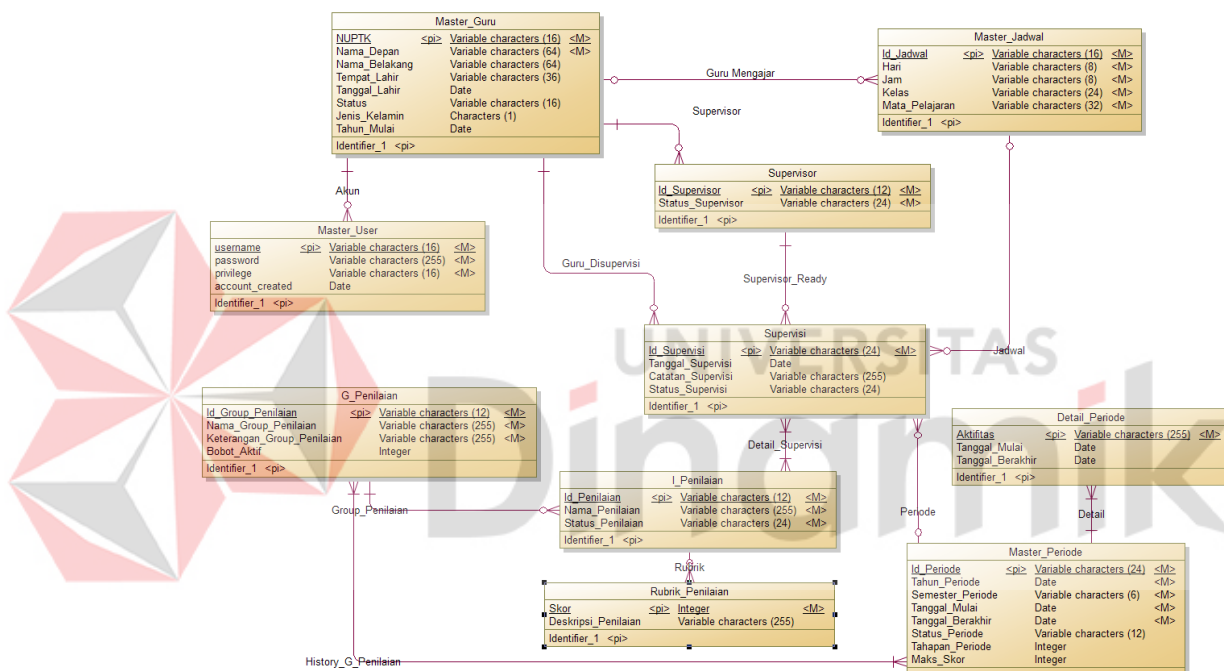 Master_Guru
NUPTK <pi> Variable characters (16) <M>
Nama_Depan Variable characters (64) <M>
Nama_Belakang Variable characters (64)
Tempat_Lahir Variable characters (36)
Tanggal_Lahir Date
Status Variable characters (16)
Jenis_Kelamin Characters (1)
Tahun_Mulai Date
Identifier_1 <pi>
Guru Mengajar
Master_Jadwal
Id_Jadwal <pi> Variable characters (16) <M>
Hari Variable characters (8) <M>
Jam Variable characters (8) <M>
Kelas Variable characters (24) <M>
Mata_Pelajaran Variable characters (32) <M>
Identifier_1 <pi>
Supervisor
Supervisor
Id_Supervisor <pi> Variable characters (12) <M>
Status_Supervisor Variable characters (24) <M>
Identifier_1 <pi>
Akun
Master_User
username <pi> Variable characters (16) <M>
password Variable characters (255) <M>
privilege Variable characters (16) <M>
account_created Date
Identifier_1 <pi>
Guru_Disupervisi
Supervisor_Ready
Supervisi
Id_Supervisi <pi> Variable characters (24) <M>
Tanggal_Supervisi Date
Catatan_Supervisi Variable characters (255)
Status_Supervisi Variable characters (24)
Identifier_1 <pi>
Jadwal
UNIVERSITAS
Dinamika
G_Penilaian
Id_Group_Penilaian <pi> Variable characters (12) <M>
Nama_Group_Penilaian Variable characters (255) <M>
Keterangan_Group_Penilaian Variable characters (255) <M>
Bobot_Aktif Integer
Identifier_1 <pi>
Detail_Periode
Aktifitas <pi> Variable characters (255) <M>
Tanggal_Mulai Date
Tanggal_Berakhir Date
Identifier_1 <pi>
Detail_Supervisi
Group_Penilaian
I_Penilaian
Id_Penilaian <pi> Variable characters (12) <M>
Nama_Penilaian Variable characters (255) <M>
Status_Penilaian Variable characters (24) <M>
Identifier_1 <pi>
Periode
Detail
Rubrik
Rubrik_Penilaian
Skor <pi> Integer <M>
Deskripsi_Penilaian Variable characters (255)
Identifier_1 <pi>
Master_Periode
Id_Periode <pi> Variable characters (24) <M>
Tahun_Periode Date <M>
Semester_Periode Variable characters (6) <M>
Tanggal_Mulai Date <M>
Tanggal_Berakhir Date <M>
Status_Periode Variable characters (12)
Tahapan_Periode Integer
Maks_Skor Integer
History_G_Penilaian